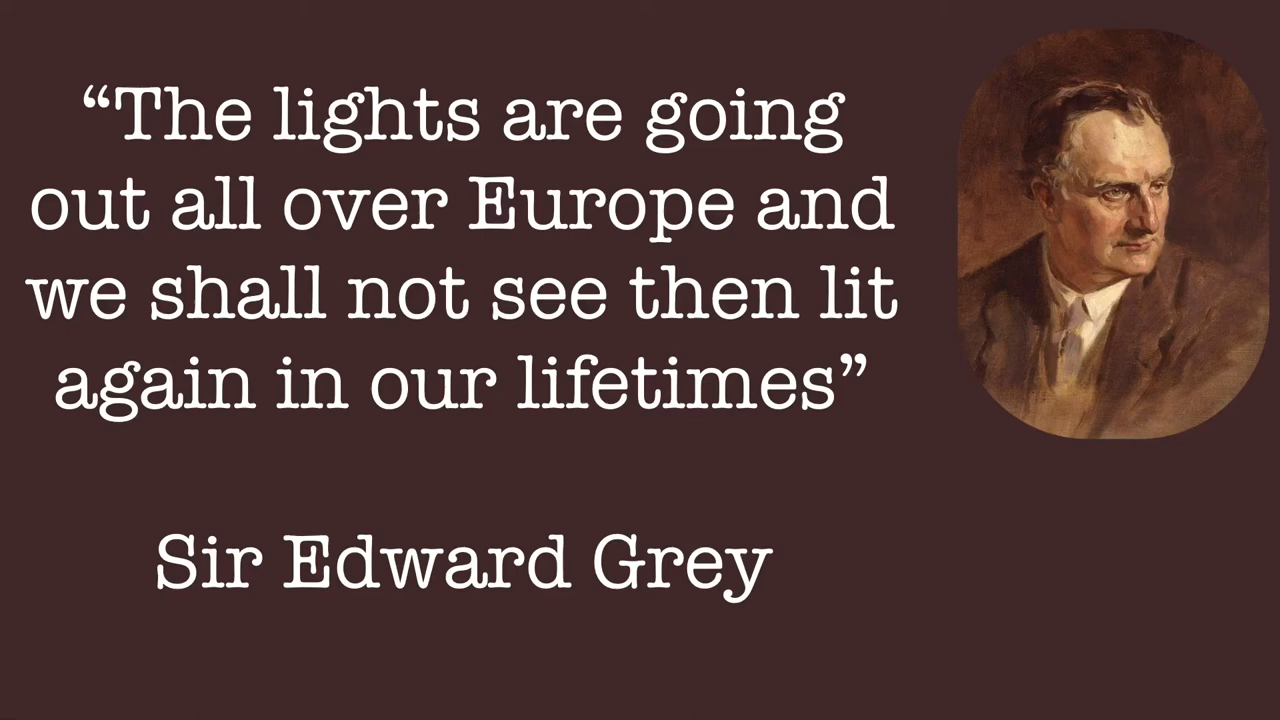 “The lights are going
out all over Europe and
we shall not see then lit
again in our lifetimes”
Sir Edward Grey